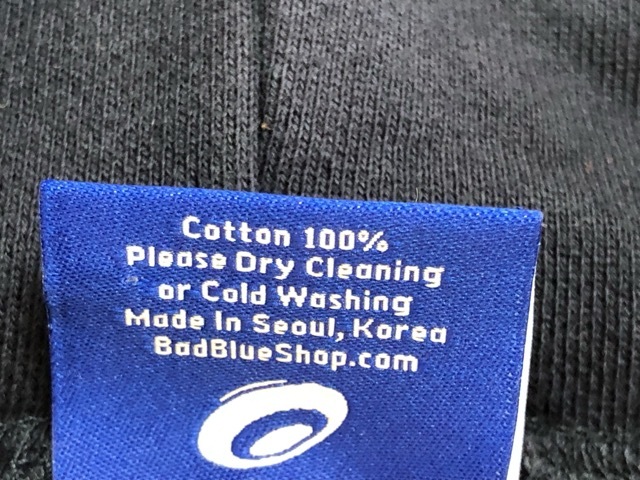 Cotton 100%
Please Dry Cleaning
or Cold Washing
Made In Seoul, Korea
BadBlueShop.com